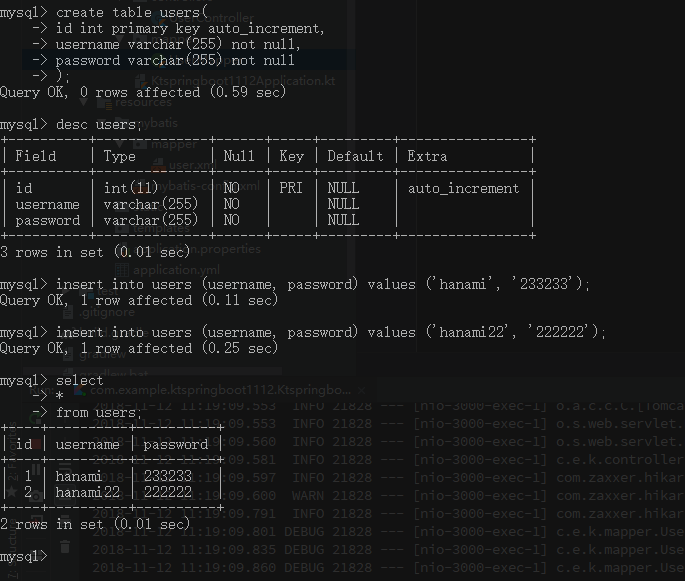 mysql> create table users(
    -> id int primary key auto_increment,
    -> username varchar(255) not null,
    -> password varchar(255) not null
    -> );
Query OK, 0 rows affected (0.59 sec)
mysql> desc users;
+----------+--------------+------+-----+---------+----------------+
| Field    | Type         | Null | Key | Default | Extra          |
+----------+--------------+------+-----+---------+----------------+
| id       | int(11)      | NO   | PRI | NULL    | auto_increment |
| username | varchar(255) | NO   |     | NULL    |                |
| password | varchar(255) | NO   |     | NULL    |                |
+----------+--------------+------+-----+---------+----------------+
3 rows in set (0.01 sec)
mysql> insert into users (username, password) values ('hanami', '233233');
Query OK, 1 row affected (0.11 sec)
mysql> insert into users (username, password) values ('hanami22', '222222');
Query OK, 1 row affected (0.25 sec)
mysql> select
    -> *
    -> from users;
+----+----------+----------+
| id | username | password |
+----+----------+----------+
|  1 | hanami   | 233233   |
|  2 | hanami22 | 222222   |
+----+----------+----------+
2 rows in set (0.01 sec)
mysql>
Ktspringboot1112Application.kt
resources
mapper
user.xml
templates
application.properties
application.yml
.gitignore
com.example.ktspringboot1112.Ktspringbo...
2018-11-12 11:19:09.553  INFO 21828 --- [nio-3000-exec-1] o.a.c.c.C.[Tomca
2018-11-12 11:19:09.553  INFO 21828 --- [nio-3000-exec-1] o.s.web.servlet.
2018-11-12 11:19:09.560  INFO 21828 --- [nio-3000-exec-1] o.s.web.servlet.
2018-11-12 11:19:09.581  INFO 21828 --- [nio-3000-exec-1] c.e.k.controller
2018-11-12 11:19:09.597  INFO 21828 --- [nio-3000-exec-1] com.zaxxer.hikar
2018-11-12 11:19:09.600  WARN 21828 --- [nio-3000-exec-1] com.zaxxer.hikar
2018-11-12 11:19:09.791  INFO 21828 --- [nio-3000-exec-1] com.zaxxer.hikar
2018-11-12 11:19:09.801 DEBUG 21828 --- [nio-3000-exec-1] c.e.k.mapper.Use
2018-11-12 11:19:09.835 DEBUG 21828 --- [nio-3000-exec-1] c.e.k.mapper.Use
2018-11-12 11:19:09.860 DEBUG 21828 --- [nio-3000-exec-1] c.e.k.mapper.Use